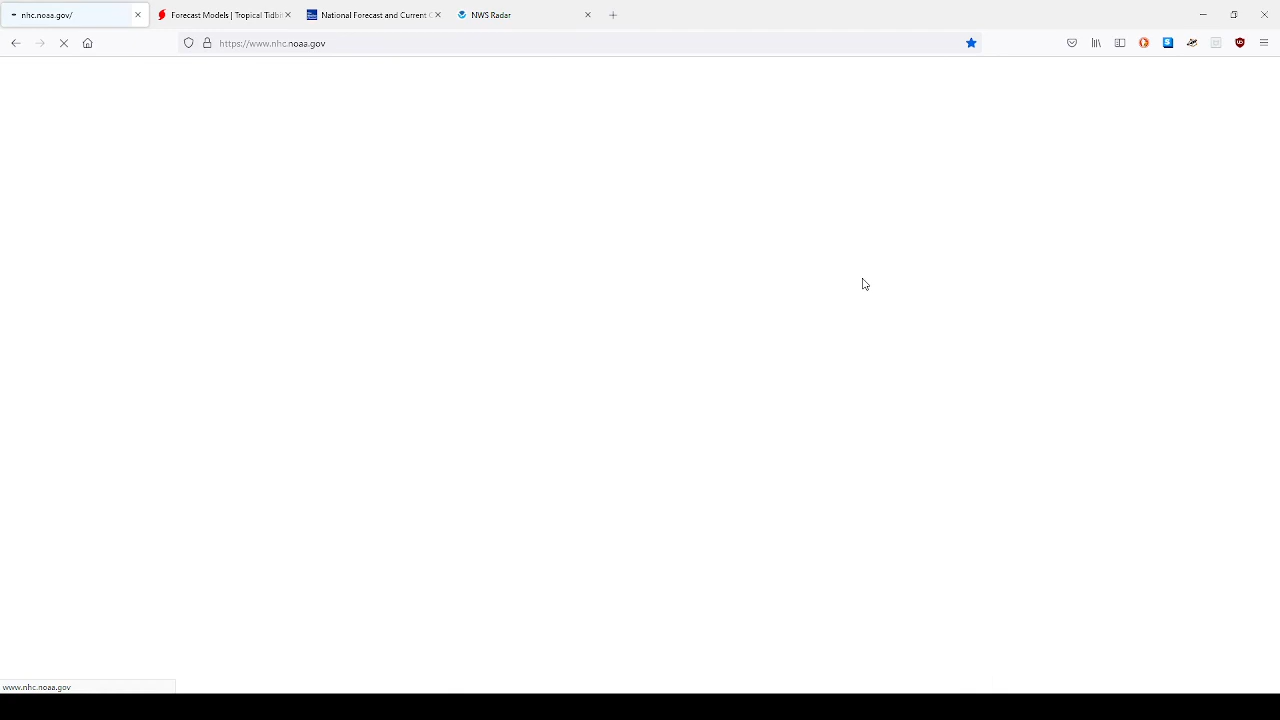 nhc.noaa.gov/
Forecast Models | Tropical Tidbi
National Forecast and Current C
NWS Radar
https://www.nhc.noaa.gov
www.nhc.noaa.gov